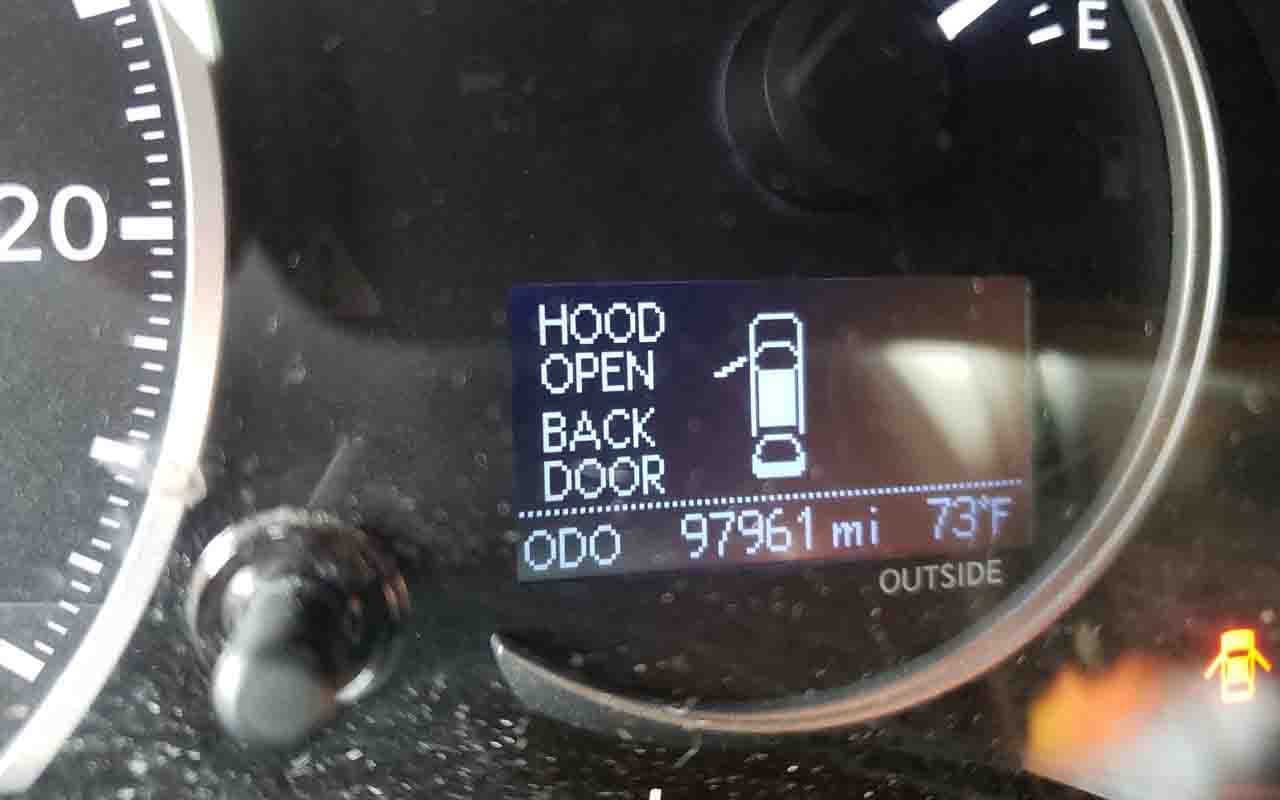 E
20
HOOD
OPEN
BACK
DOOR
ODO 97961 mi 73°F
OUTSIDE